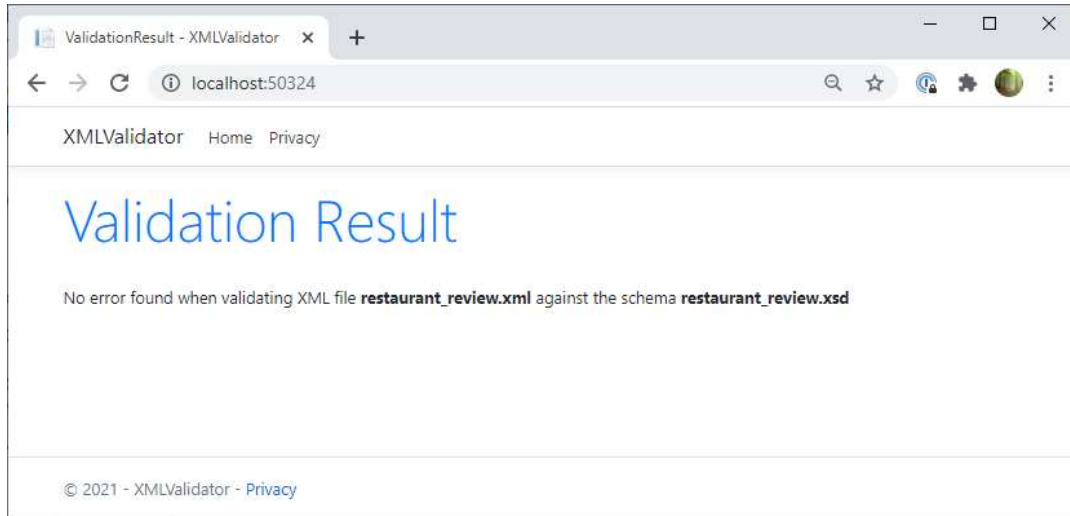 ValidationResult - XMLValidator
localhost:50324
XMLValidator Home Privacy
Validation Result
No error found when validating XML file restaurant_review.xml against the schema restaurant_review.xsd
© 2021 - XMLValidator - Privacy